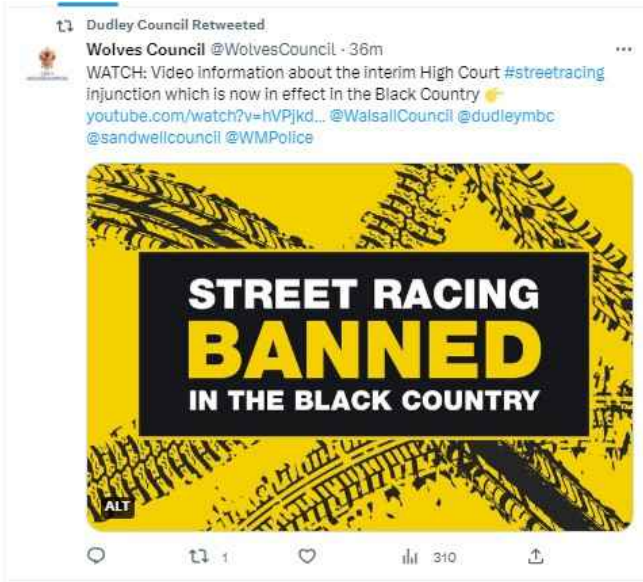 Dudley Council Retweeted
Wolves Council @WolvesCouncil · 36m
WATCH: Video information about the interim High Court #streetracing
injunction which is now in effect in the Black Country 👉
youtube.com/watch?v=hVPjkd... @WalsallCouncil @dudleymbc
@sandwellcouncil @WMPolice
STREET RACING
BANNED
IN THE BLACK COUNTRY
ALT
1 310